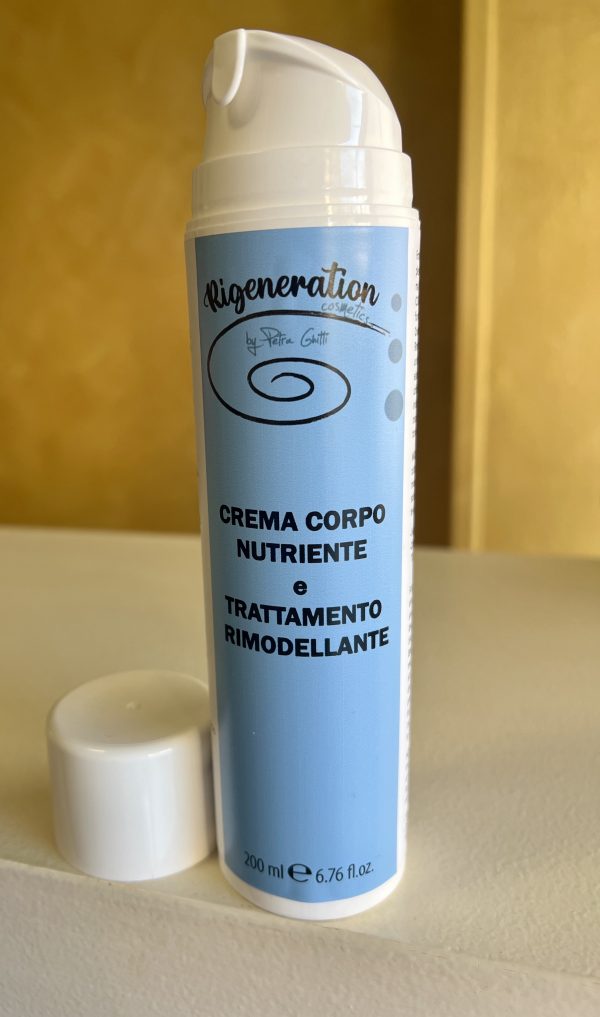 Rigeneration
cosmetics
by Petra Ghitti
CREMA CORPO
NUTRIENTE
e
TRATTAMENTO
RIMODELLANTE
200 ml ℮ 6.76 fl.oz.